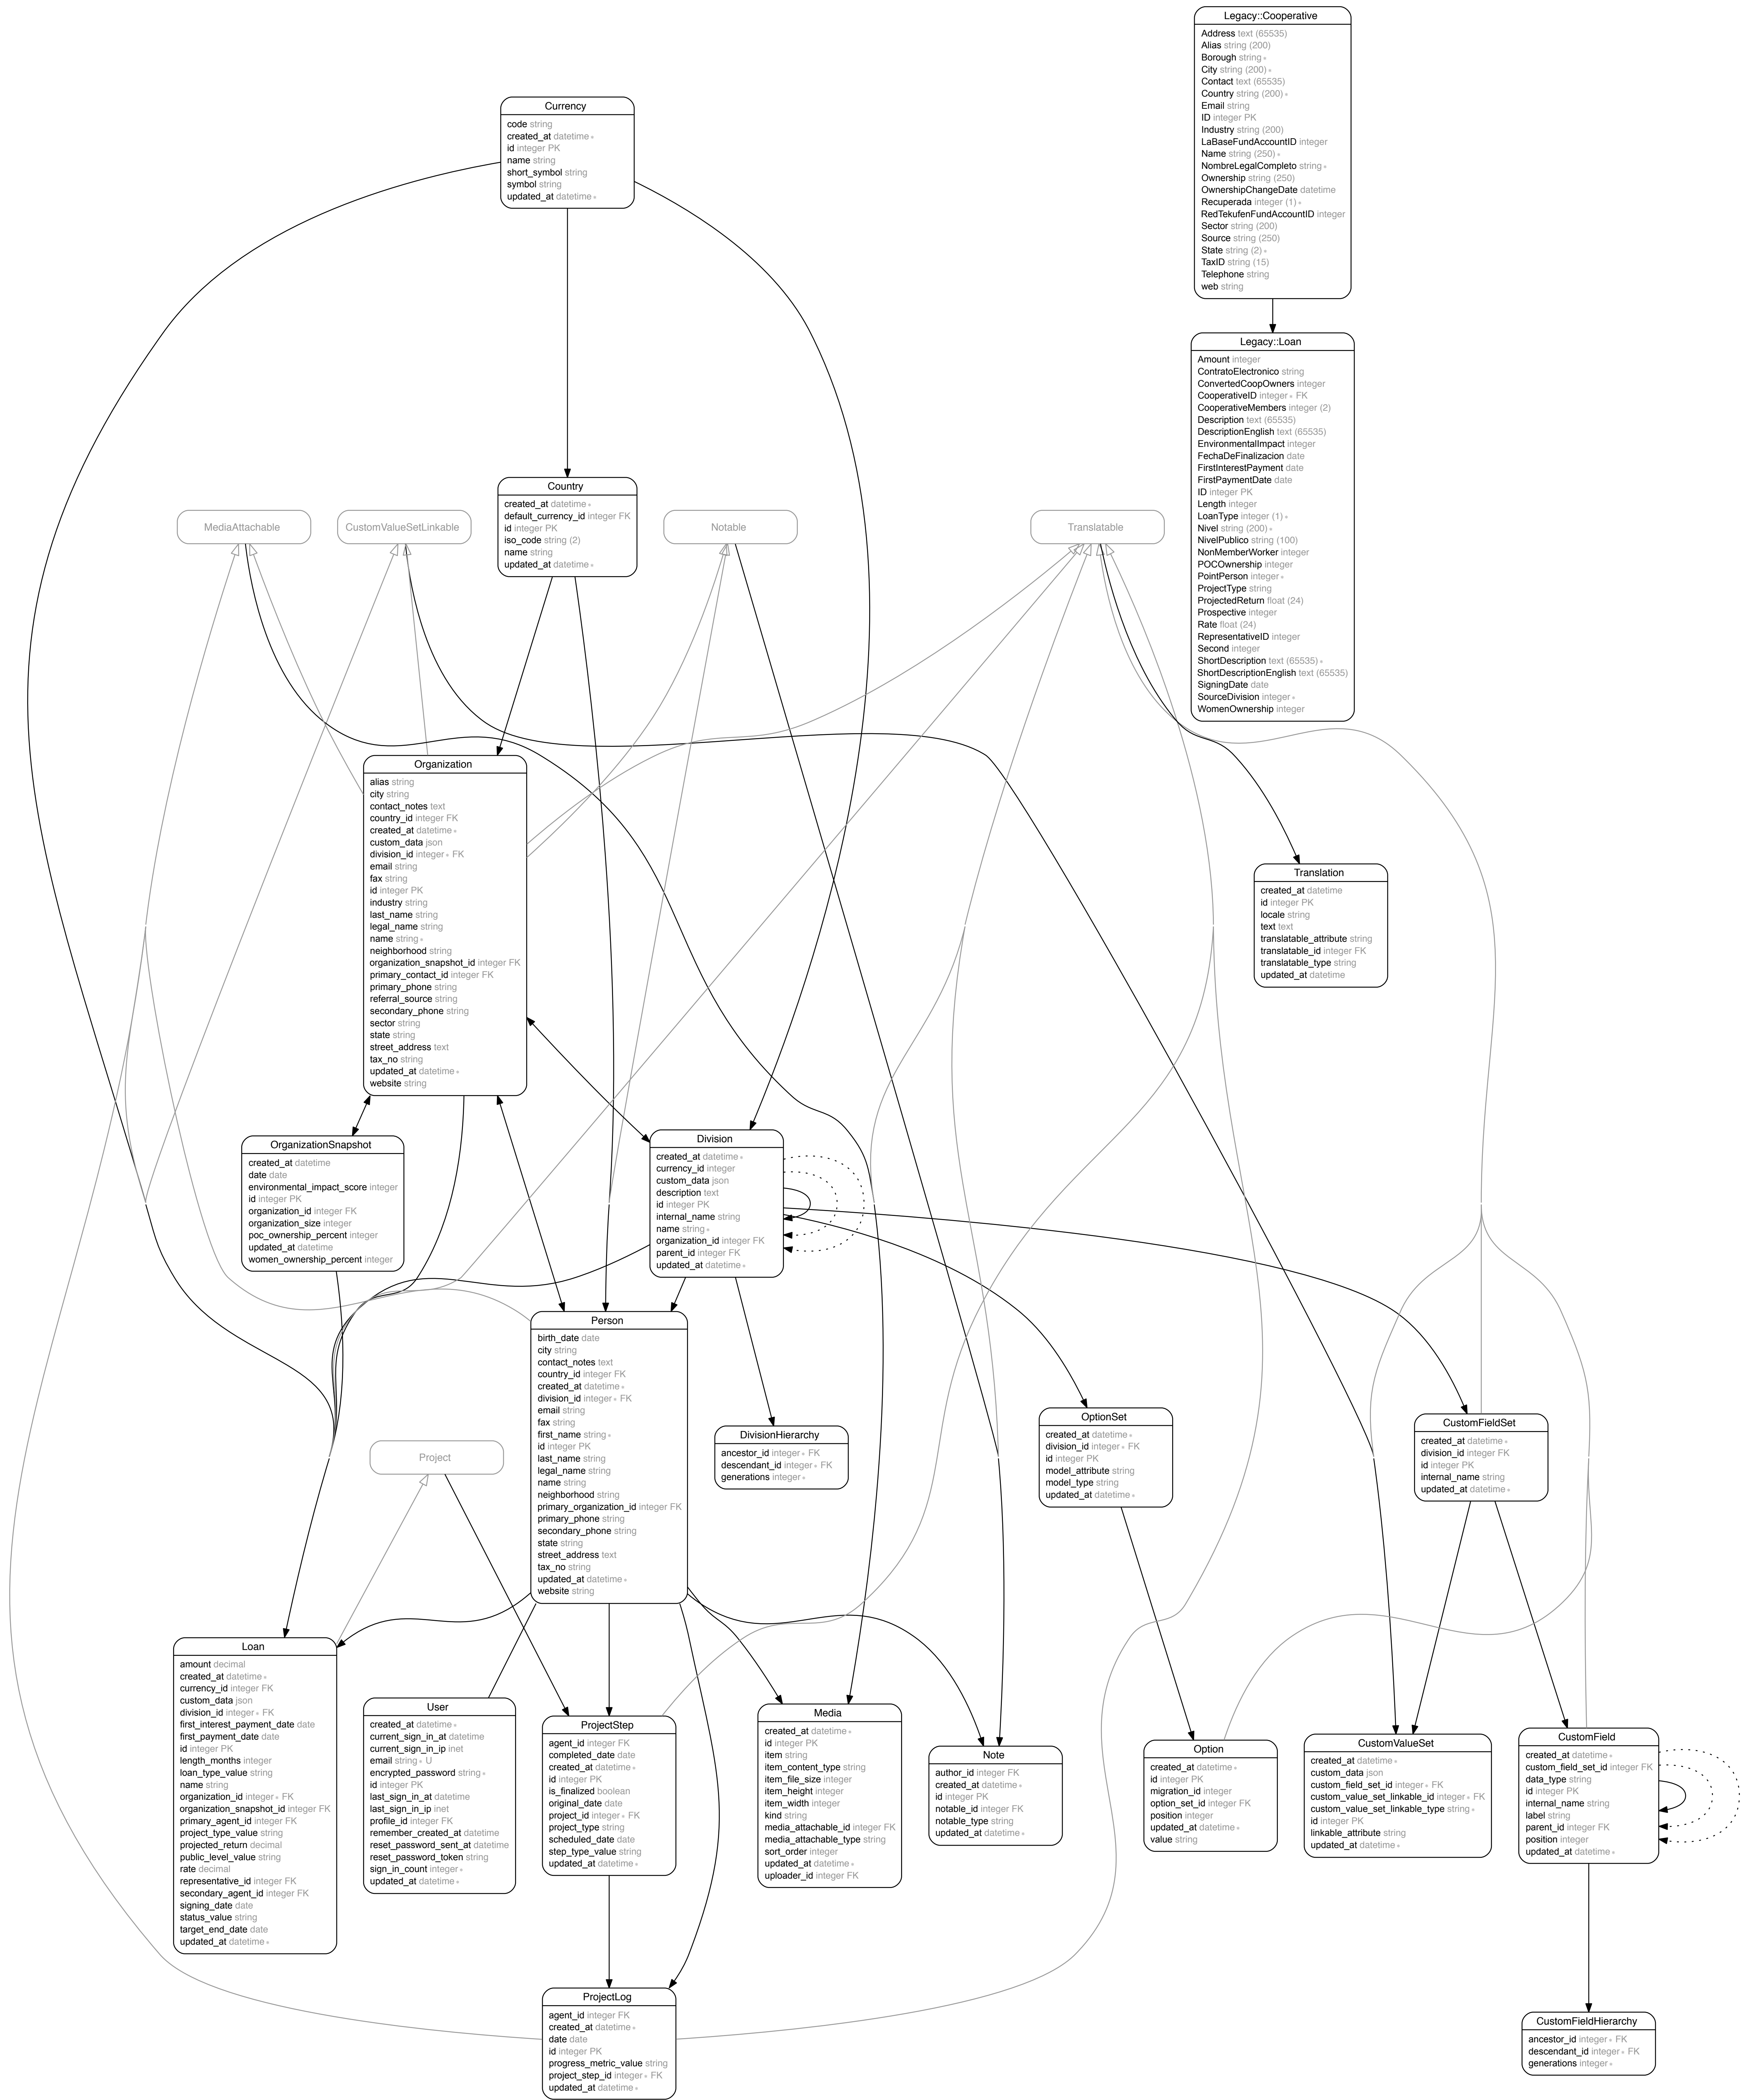 Legacy::Cooperative
Address text (65535)
Alias string (200)
Borough string ∗
City string (200) ∗
Contact text (65535)
Country string (200) ∗
Email string
ID integer PK
Industry string (200)
LaBaseFundAccountID integer
Name string (250) ∗
NombreLegalCompleto string ∗
Ownership string (250)
OwnershipChangeDate datetime
Recuperada integer (1) ∗
RedTekufenFundAccountID integer
Sector string (200)
Source string (250)
State string (2) ∗
TaxID string (15)
Telephone string
web string
Currency
code string
created_at datetime ∗
id integer PK
name string
short_symbol string
symbol string
updated_at datetime ∗
Legacy::Loan
Amount integer
ContratoElectronico string
ConvertedCoopOwners integer
CooperativeID integer ∗ FK
CooperativeMembers integer (2)
Description text (65535)
DescriptionEnglish text (65535)
EnvironmentalImpact integer
FechaDeFinalizacion date
FirstInterestPayment date
FirstPaymentDate date
ID integer PK
Length integer
LoanType integer (1) ∗
Nivel string (200) ∗
NivelPublico string (100)
NonMemberWorker integer
POCOwnership integer
PointPerson integer ∗
ProjectType string
ProjectedReturn float (24)
Prospective integer
Rate float (24)
RepresentativeID integer
Second integer
ShortDescription text (65535) ∗
ShortDescriptionEnglish text (65535)
SigningDate date
SourceDivision integer ∗
WomenOwnership integer
Country
created_at datetime ∗
default_currency_id integer FK
id integer PK
iso_code string (2)
name string
updated_at datetime ∗
MediaAttachable
CustomValueSetLinkable
Notable
Translatable
Organization
alias string
city string
contact_notes text
country_id integer FK
created_at datetime ∗
custom_data json
division_id integer ∗ FK
email string
fax string
id integer PK
industry string
last_name string
legal_name string
name string ∗
neighborhood string
organization_snapshot_id integer FK
primary_contact_id integer FK
primary_phone string
referral_source string
secondary_phone string
sector string
state string
street_address text
tax_no string
updated_at datetime ∗
website string
Translation
created_at datetime
id integer PK
locale string
text text
translatable_attribute string
translatable_id integer FK
translatable_type string
updated_at datetime
OrganizationSnapshot
created_at datetime
date date
environmental_impact_score integer
id integer PK
organization_id integer FK
organization_size integer
poc_ownership_percent integer
updated_at datetime
women_ownership_percent integer
Division
created_at datetime ∗
currency_id integer
custom_data json
description text
id integer PK
internal_name string
name string ∗
organization_id integer FK
parent_id integer FK
updated_at datetime ∗
Person
birth_date date
city string
contact_notes text
country_id integer FK
created_at datetime ∗
division_id integer ∗ FK
email string
fax string
first_name string ∗
id integer PK
last_name string
legal_name string
name string
neighborhood string
primary_organization_id integer FK
primary_phone string
secondary_phone string
state string
street_address text
tax_no string
updated_at datetime ∗
website string
Project
DivisionHierarchy
ancestor_id integer ∗ FK
descendant_id integer ∗ FK
generations integer ∗
OptionSet
created_at datetime ∗
division_id integer ∗ FK
id integer PK
model_attribute string
model_type string
updated_at datetime ∗
CustomFieldSet
created_at datetime ∗
division_id integer FK
id integer PK
internal_name string
updated_at datetime ∗
Loan
amount decimal
created_at datetime ∗
currency_id integer FK
custom_data json
division_id integer ∗ FK
first_interest_payment_date date
first_payment_date date
id integer PK
length_months integer
loan_type_value string
name string
organization_id integer ∗ FK
organization_snapshot_id integer FK
primary_agent_id integer FK
project_type_value string
projected_return decimal
public_level_value string
rate decimal
representative_id integer FK
secondary_agent_id integer FK
signing_date date
status_value string
target_end_date date
updated_at datetime ∗
User
created_at datetime ∗
current_sign_in_at datetime
current_sign_in_ip inet
email string ∗ U
encrypted_password string ∗
id integer PK
last_sign_in_at datetime
last_sign_in_ip inet
profile_id integer FK
remember_created_at datetime
reset_password_sent_at datetime
reset_password_token string
sign_in_count integer ∗
updated_at datetime ∗
ProjectStep
agent_id integer FK
completed_date date
created_at datetime ∗
id integer PK
is_finalized boolean
original_date date
project_id integer ∗ FK
project_type string
scheduled_date date
step_type_value string
updated_at datetime ∗
Media
created_at datetime ∗
id integer PK
item string
item_content_type string
item_file_size integer
item_height integer
item_width integer
kind string
media_attachable_id integer FK
media_attachable_type string
sort_order integer
updated_at datetime ∗
uploader_id integer FK
Note
author_id integer FK
created_at datetime ∗
id integer PK
notable_id integer FK
notable_type string
updated_at datetime ∗
Option
created_at datetime ∗
id integer PK
migration_id integer
option_set_id integer FK
position integer
updated_at datetime ∗
value string
CustomValueSet
created_at datetime ∗
custom_data json
custom_field_set_id integer ∗ FK
custom_value_set_linkable_id integer ∗ FK
custom_value_set_linkable_type string ∗
id integer PK
linkable_attribute string
updated_at datetime ∗
CustomField
created_at datetime ∗
custom_field_set_id integer FK
data_type string
id integer PK
internal_name string
label string
parent_id integer FK
position integer
updated_at datetime ∗
ProjectLog
agent_id integer FK
created_at datetime ∗
date date
id integer PK
progress_metric_value string
project_step_id integer ∗ FK
updated_at datetime ∗
CustomFieldHierarchy
ancestor_id integer ∗ FK
descendant_id integer ∗ FK
generations integer ∗